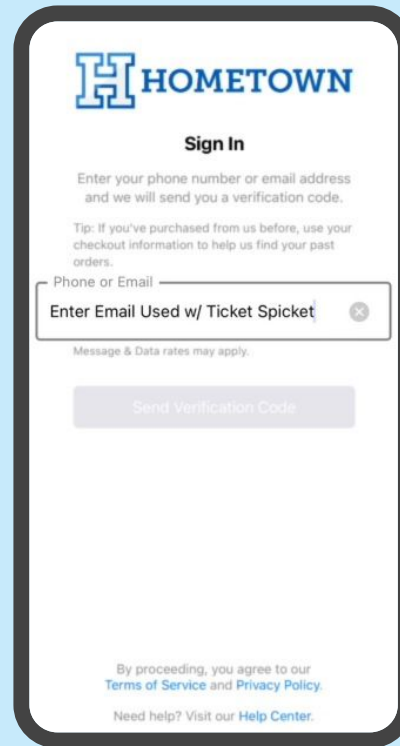 H HOMETOWN
Sign In
Enter your phone number or email address
and we will send you a verification code.
Tip: If you've purchased from us before, use your
checkout information to help us find your past
orders.
Phone or Email
Enter Email Used w/ Ticket Spicket
Message & Data rates may apply.
Send Verification Code
By proceeding, you agree to our
Terms of Service and Privacy Policy.
Need help? Visit our Help Center.